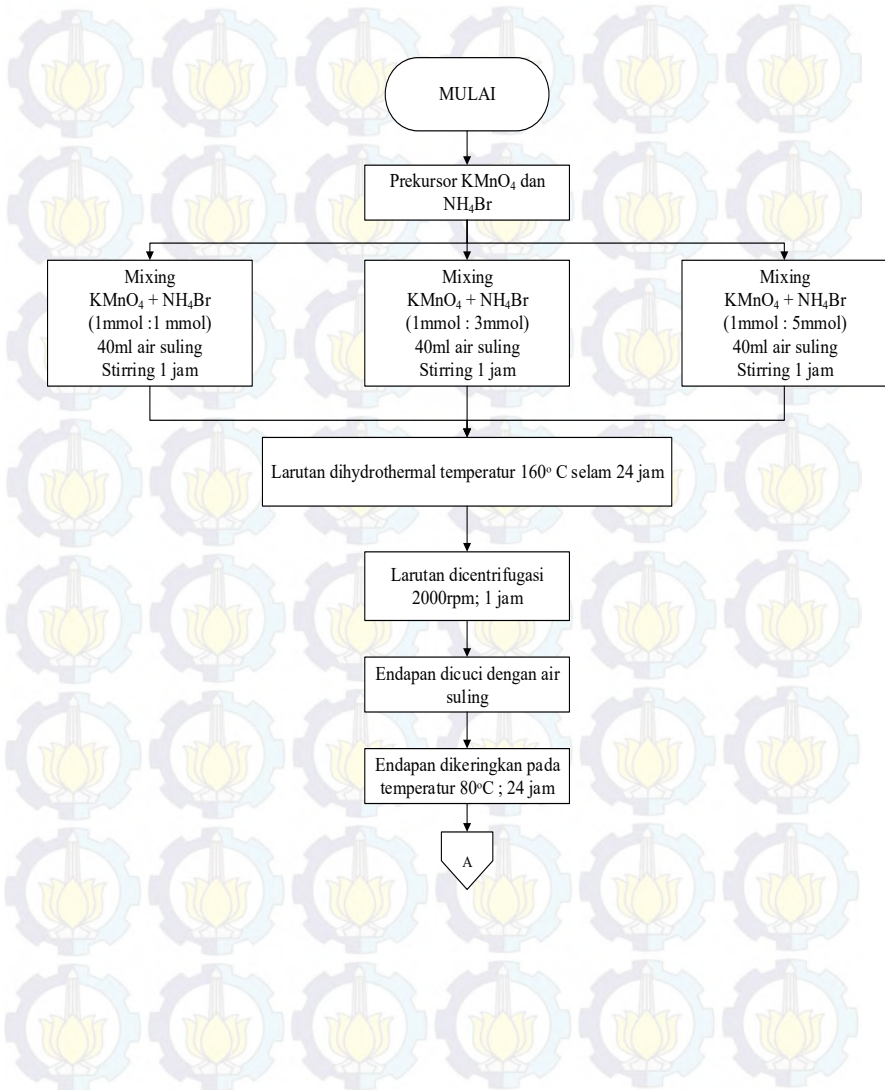 MULAI
Prekursor KMnO₄ dan
NH₄Br
Mixing
KMnO₄ + NH₄Br
(1mmol :1 mmol)
40ml air suling
Stirring 1 jam
Mixing
KMnO₄ + NH₄Br
(1mmol : 3mmol)
40ml air suling
Stirring 1 jam
Mixing
KMnO₄ + NH₄Br
(1mmol : 5mmol)
40ml air suling
Stirring 1 jam
Larutan dihydrothermal temperatur 160º C selam 24 jam
Larutan dicentrifugasi
2000rpm; 1 jam
Endapan dicuci dengan air
suling
Endapan dikeringkan pada
temperatur 80ºC ; 24 jam
A